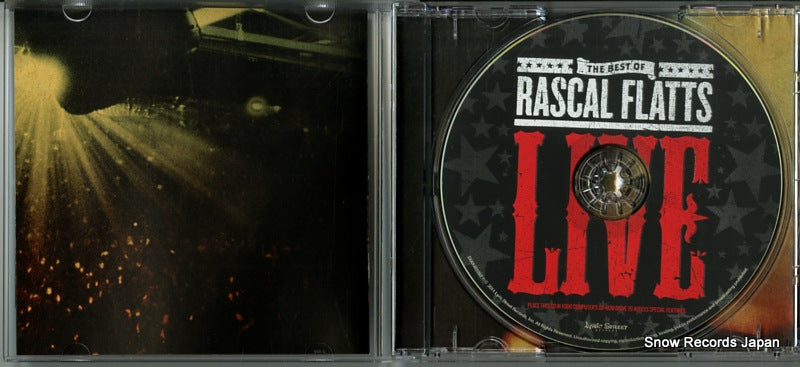 THE BEST OF
RASCAL FLATTS
LIVE
PLACE THIS CD IN YOUR COMPUTER'S CD-ROM DRIVE TO ACCESS SPECIAL FEATURES.
Lyric Street
RECORDS
Snow Records Japan